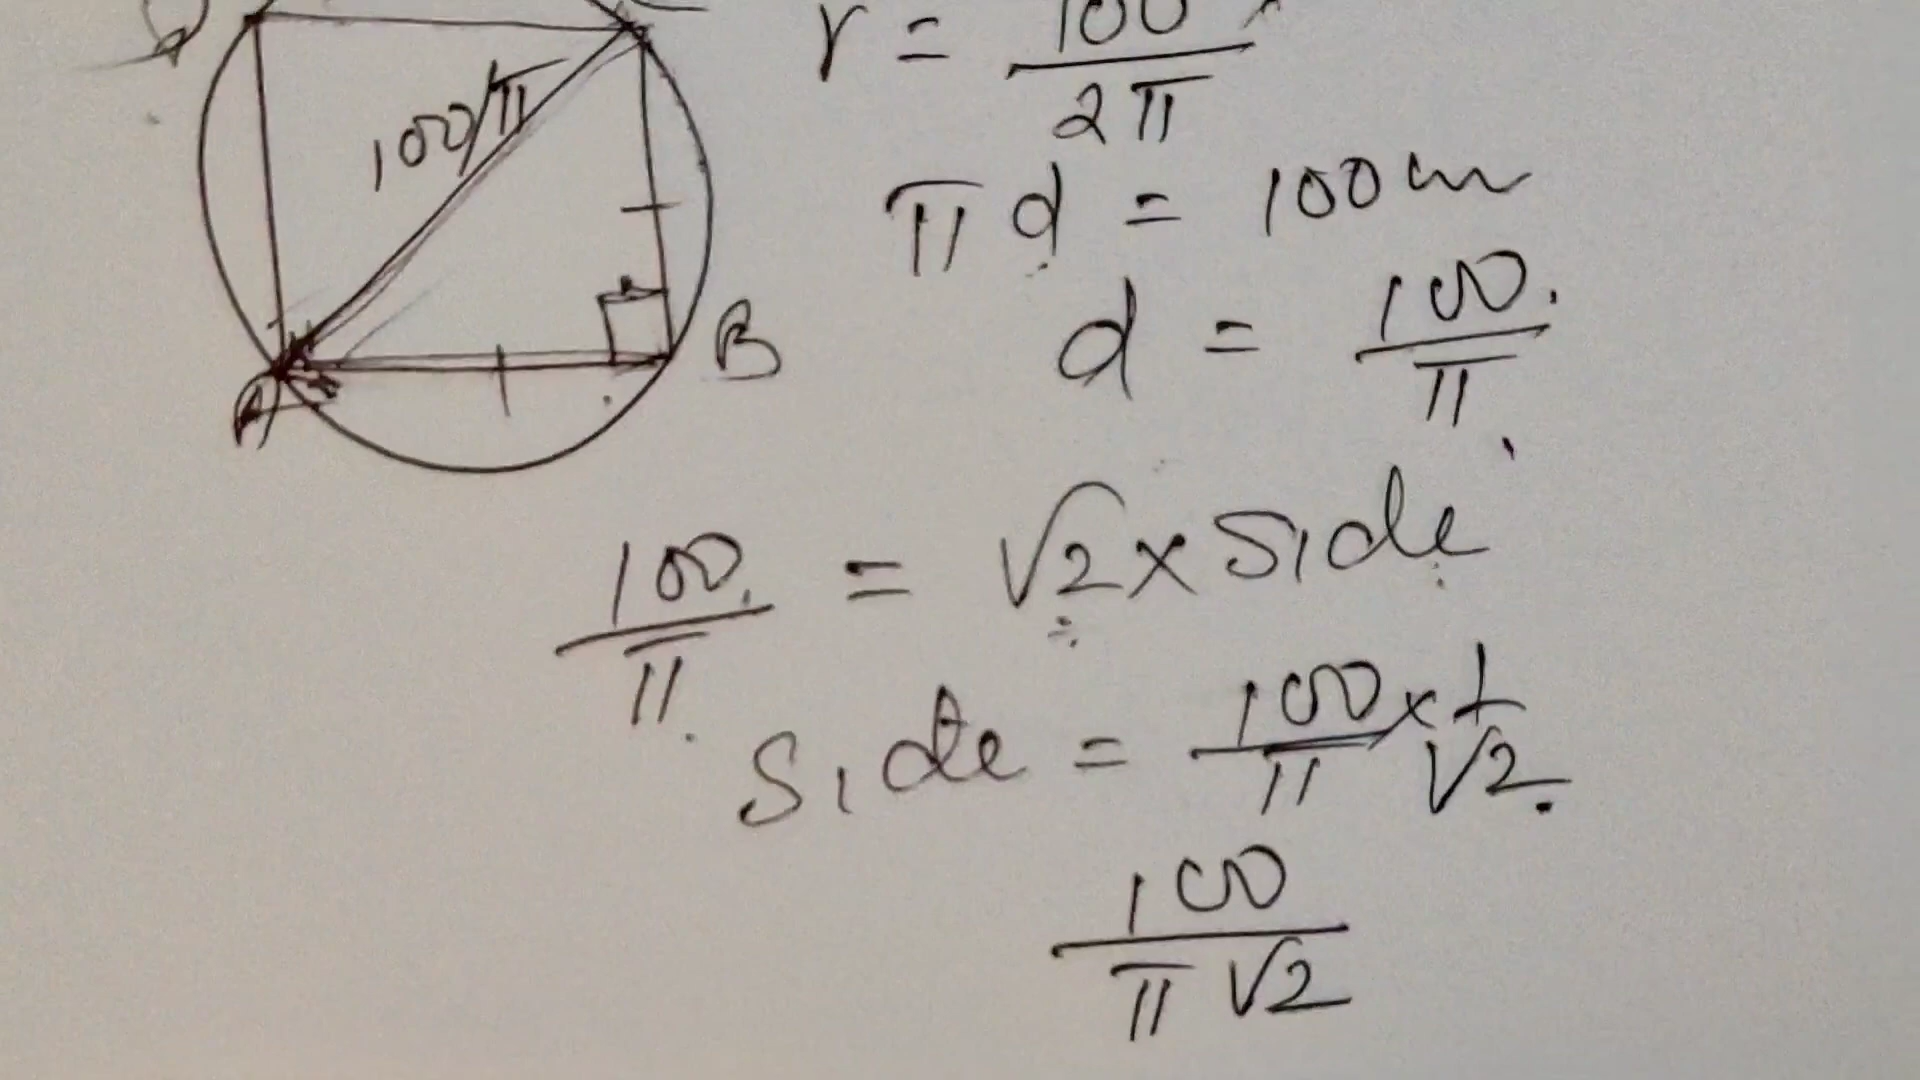 r = 100 / 2π
100/π
πd = 100m
B
d = 100 / π
A
100 / π = √2 × side
side = 100 / π × 1 / √2
100 / π√2